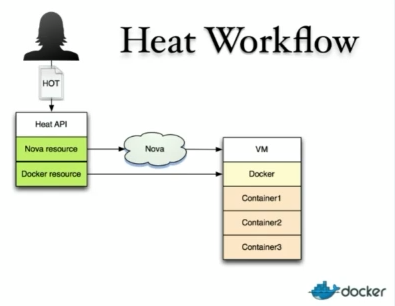 Heat Workflow
HOT
Heat API
Nova resource
Docker resource
Nova
VM
Docker
Container1
Container2
Container3
docker